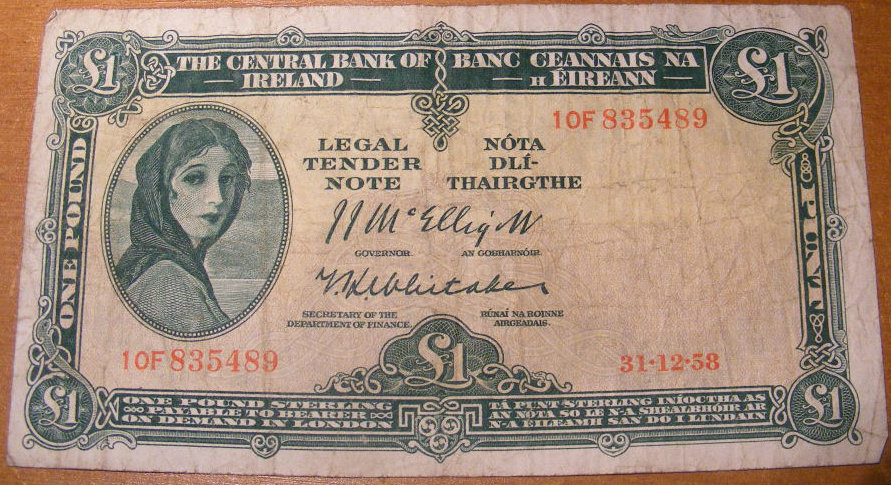 £1
THE CENTRAL BANK OF IRELAND
BANC CEANNAIS NA hÉIREANN
£1
10F 835489
LEGAL
TENDER
NOTE
NÓTA
DLÍ-
THAIRGTHE
ONE POUND
PUNT
J J McElligott
GOVERNOR.
AN GOBHARNÓIR.
T.K. Whitaker
SECRETARY OF THE
DEPARTMENT OF FINANCE.
RÚNAÍ NA ROINNE
AIRGEADAIS.
10F 835489
£1
31·12·58
£1
ONE POUND STERLING
PAYABLE TO BEARER
ON DEMAND IN LONDON
STERLING INÍOCTHA AS
AN NÓTA SO LE N-A SHEALBHÓIR AR
N-A ÉILEAMH SAN DO I LUNDAIN
£1